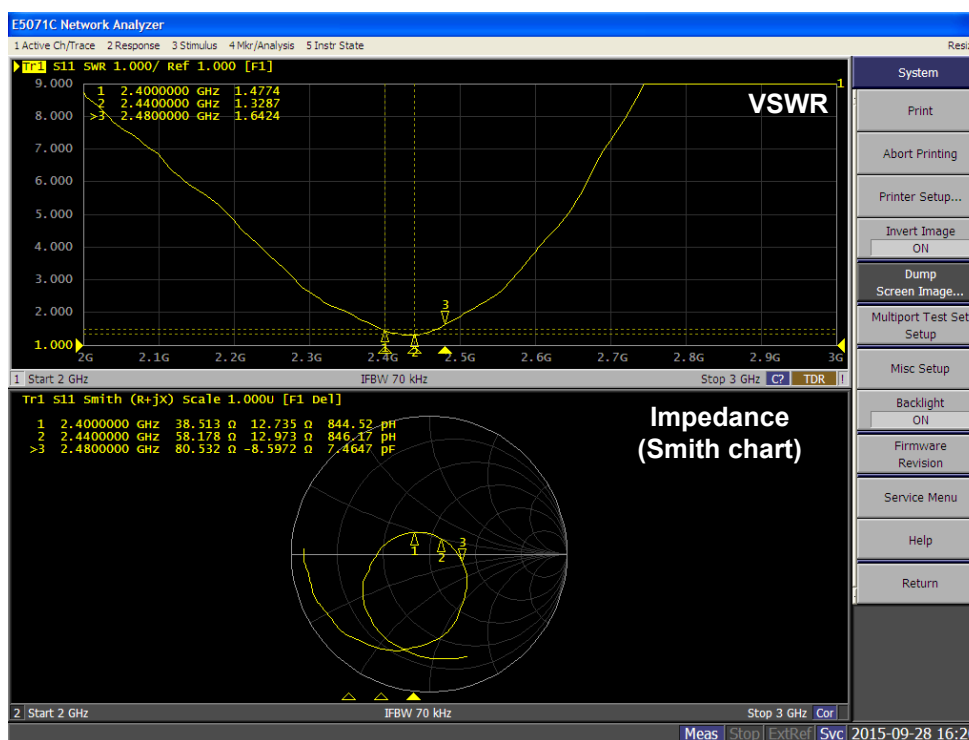 E5071C Network Analyzer
1 Active Ch/Trace 2 Response 3 Stimulus 4 Mkr/Analysis 5 Instr State
Tr1 S11 SWR 1.000/ Ref 1.000 [F1]
9.000
8.000
7.000
6.000
5.000
4.000
3.000
2.000
1.000
1 2.4000000 GHz 1.4774
2 2.4400000 GHz 1.3287
>3 2.4800000 GHz 1.6424
VSWR
1
1
2
3
2G 2.1G 2.2G 2.3G 2.4G 2.5G 2.6G 2.7G 2.8G 2.9G 3G
1 Start 2 GHz IFBW 70 kHz Stop 3 GHz C? TDR !
Tr1 S11 Smith (R+jX) Scale 1.000U [F1 Del]
1 2.4000000 GHz 38.513 Ω 12.735 Ω 844.52 pH
2 2.4400000 GHz 58.178 Ω 12.973 Ω 846.17 pH
>3 2.4800000 GHz 80.532 Ω -8.5972 Ω 7.4647 pF
Impedance
(Smith chart)
1
2
3
2 Start 2 GHz IFBW 70 kHz Stop 3 GHz Cor
Meas Stop ExtRef Svc 2015-09-28 16:2
System
Print
Abort Printing
Printer Setup...
Invert Image
ON
Dump
Screen Image...
Multiport Test Set
Setup
Misc Setup
Backlight
ON
Firmware
Revision
Service Menu
Help
Return